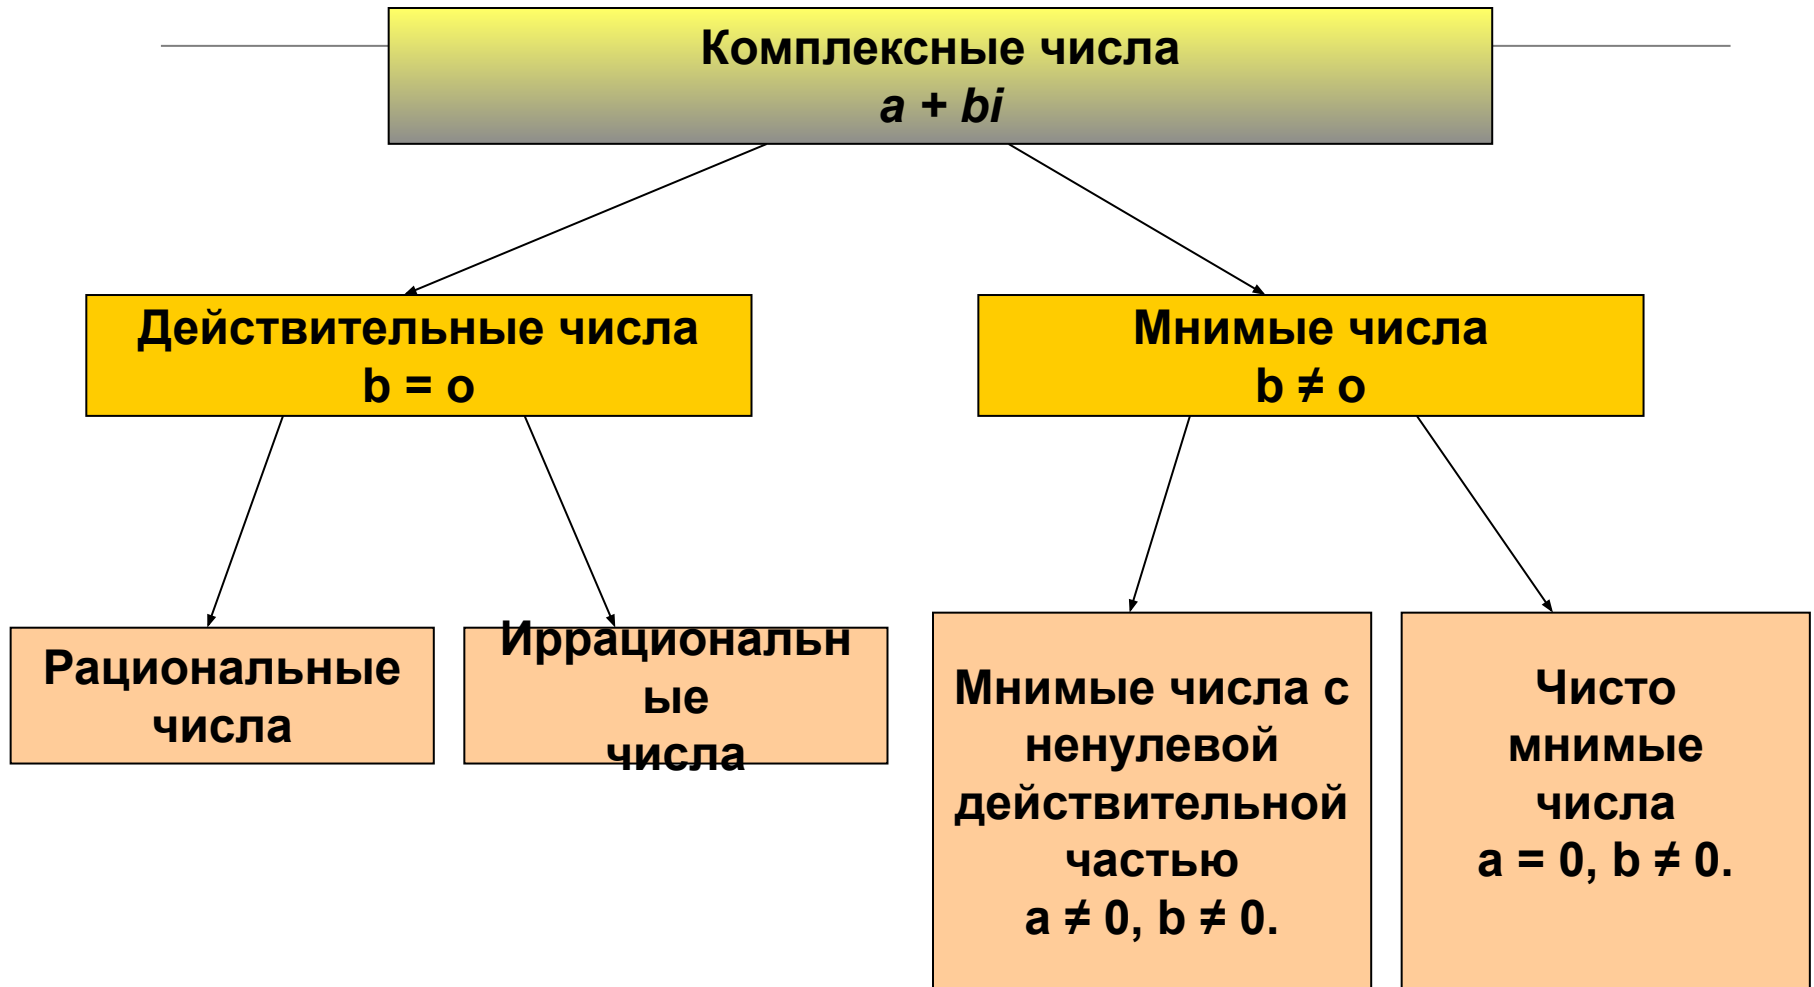 Комплексные числа
a + bi
Действительные числа
b = o
Мнимые числа
b ≠ o
Рациональные
числа
Иррациональн
ые
числа
Мнимые числа с
ненулевой
действительной
частью
a ≠ 0, b ≠ 0.
Чисто
мнимые
числа
a = 0, b ≠ 0.